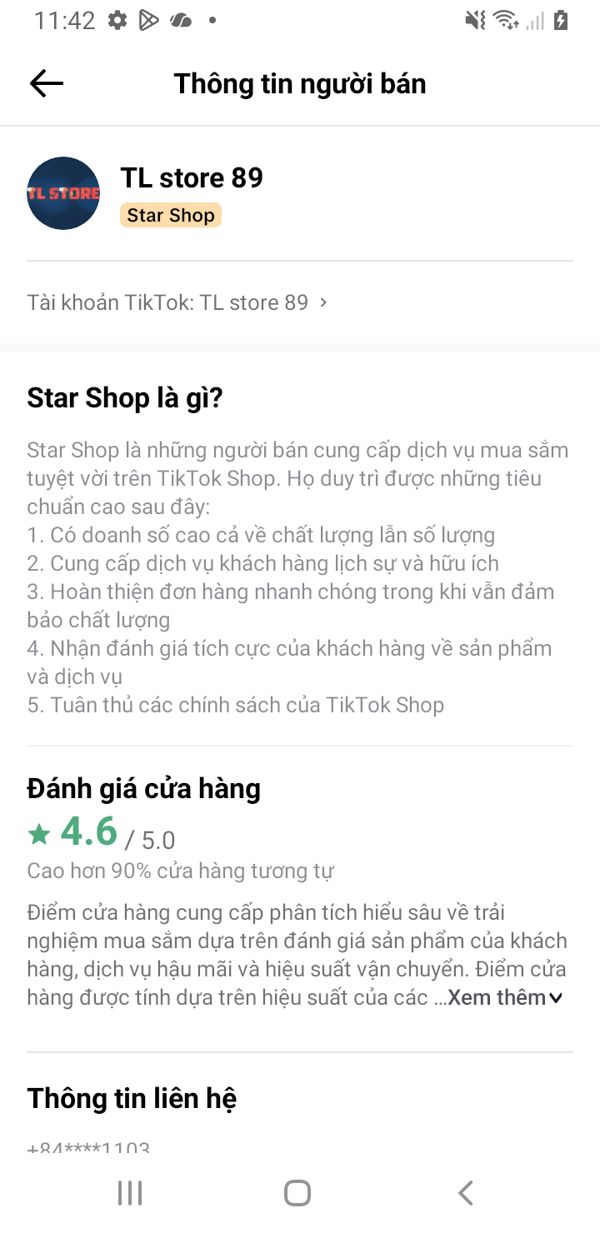 11:42
Thông tin người bán
TL STORE
TL store 89
Star Shop
Tài khoản TikTok: TL store 89 ›
Star Shop là gì?
Star Shop là những người bán cung cấp dịch vụ mua sắm
tuyệt vời trên TikTok Shop. Họ duy trì được những tiêu
chuẩn cao sau đây:
1. Có doanh số cao cả về chất lượng lẫn số lượng
2. Cung cấp dịch vụ khách hàng lịch sự và hữu ích
3. Hoàn thiện đơn hàng nhanh chóng trong khi vẫn đảm
bảo chất lượng
4. Nhận đánh giá tích cực của khách hàng về sản phẩm
và dịch vụ
5. Tuân thủ các chính sách của TikTok Shop
Đánh giá cửa hàng
4.6 / 5.0
Cao hơn 90% cửa hàng tương tự
Điểm cửa hàng cung cấp phân tích hiểu sâu về trải
nghiệm mua sắm dựa trên đánh giá sản phẩm của khách
hàng, dịch vụ hậu mãi và hiệu suất vận chuyển. Điểm cửa
hàng được tính dựa trên hiệu suất của các ...Xem thêm
Thông tin liên hệ
+84****1103